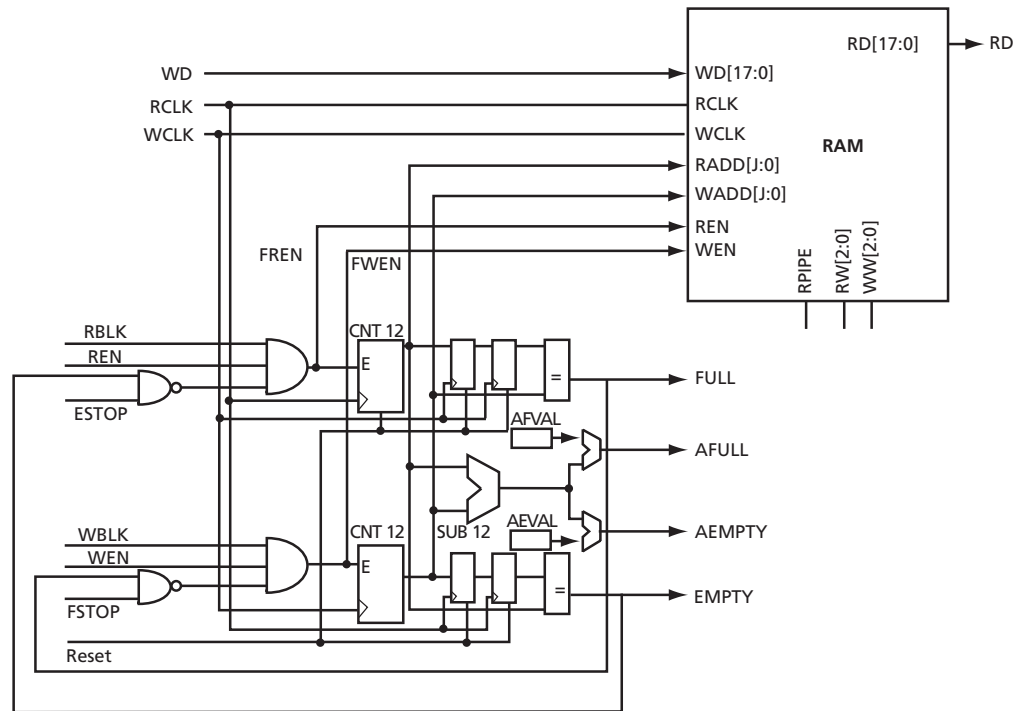 RD[17:0]
RD
WD
WD[17:0]
RCLK
RCLK
WCLK
WCLK
RAM
RADD[J:0]
WADD[J:0]
REN
FREN
FWEN
WEN
RPIPE
RW[2:0]
WW[2:0]
RBLK
CNT 12
REN
E
=
FULL
ESTOP
AFVAL
AFULL
WBLK
CNT 12
SUB 12
AEVAL
AEMPTY
WEN
E
=
EMPTY
FSTOP
Reset